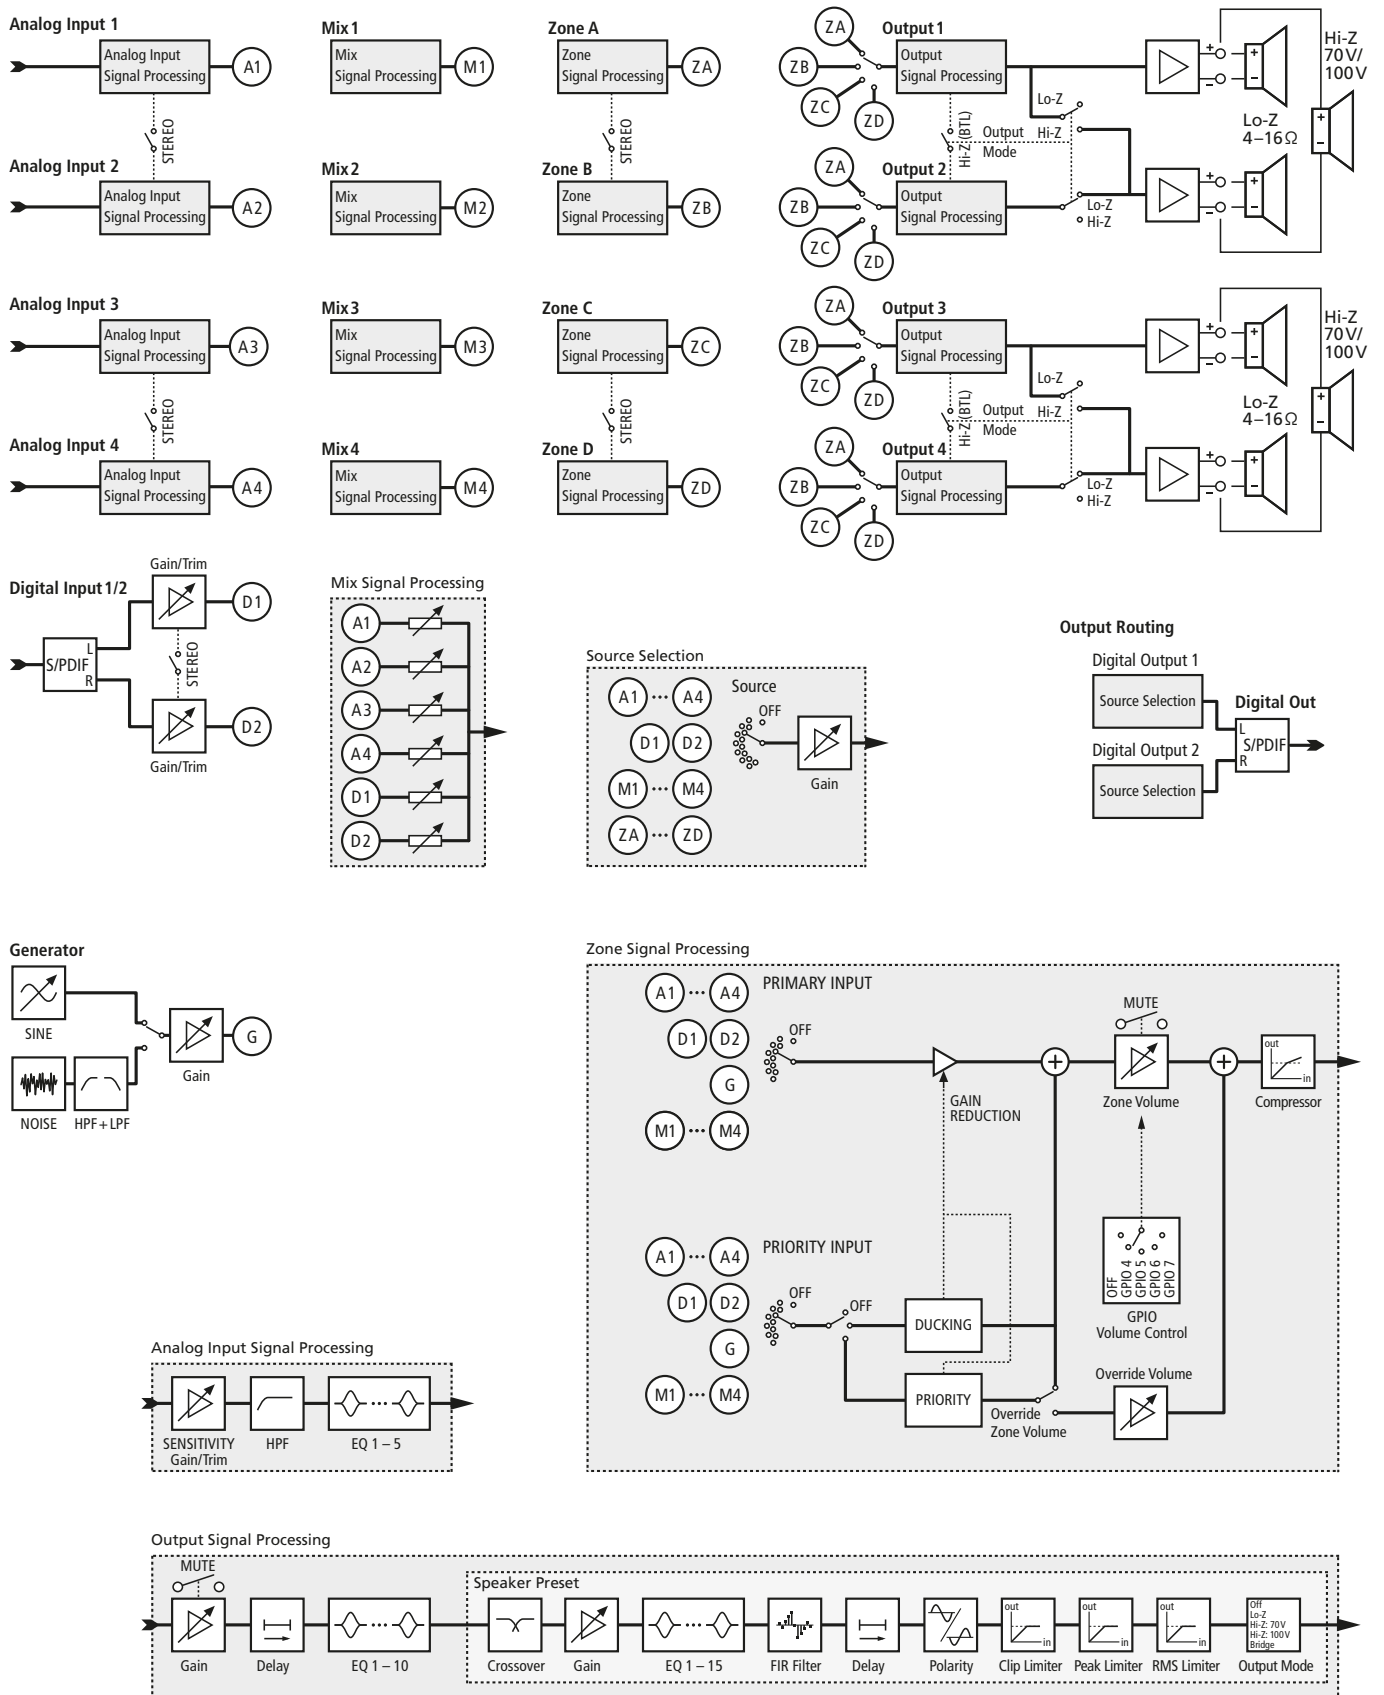 Analog Input 1
Analog Input
Signal Processing
A1
STEREO
Analog Input 2
Analog Input
Signal Processing
A2
Mix 1
Mix
Signal Processing
M1
Mix 2
Mix
Signal Processing
M2
Zone A
Zone
Signal Processing
ZA
STEREO
Zone B
Zone
Signal Processing
ZB
ZA
ZB
ZC
ZD
Output 1
Output
Signal Processing
Hi-Z (BTL)
Output
Mode
Lo-Z
Hi-Z
ZA
ZB
ZC
ZD
Output 2
Output
Signal Processing
Lo-Z
Hi-Z
+
–
+
-
+
–
+
-
Lo-Z
4–16Ω
Hi-Z
70V/
100V
+
-
Analog Input 3
Analog Input
Signal Processing
A3
STEREO
Analog Input 4
Analog Input
Signal Processing
A4
Mix 3
Mix
Signal Processing
M3
Mix 4
Mix
Signal Processing
M4
Zone C
Zone
Signal Processing
ZC
STEREO
Zone D
Zone
Signal Processing
ZD
ZA
ZB
ZC
ZD
Output 3
Output
Signal Processing
Hi-Z (BTL)
Output
Mode
Lo-Z
Hi-Z
ZA
ZB
ZC
ZD
Output 4
Output
Signal Processing
Lo-Z
Hi-Z
+
–
+
-
+
–
+
-
Lo-Z
4–16Ω
Hi-Z
70V/
100V
+
-
Digital Input 1/2
S/PDIF
L
R
Gain/Trim
D1
STEREO
Gain/Trim
D2
Mix Signal Processing
A1
A2
A3
A4
D1
D2
Source Selection
A1 ··· A4
D1 D2
M1 ··· M4
ZA ··· ZD
Source
OFF
Gain
Output Routing
Digital Output 1
Source Selection
Digital Output 2
Source Selection
Digital Out
L
S/PDIF
R
Generator
SINE
NOISE
HPF+LPF
Gain
G
Zone Signal Processing
A1 ··· A4
D1 D2
G
M1 ··· M4
PRIMARY INPUT
OFF
GAIN
REDUCTION
+
MUTE
Zone Volume
+
out
in
Compressor
A1 ··· A4
D1 D2
G
M1 ··· M4
PRIORITY INPUT
OFF
OFF
DUCKING
PRIORITY
Override
Zone Volume
OFF
GPIO 4
GPIO 5
GPIO 6
GPIO 7
GPIO
Volume Control
Override Volume
Analog Input Signal Processing
SENSITIVITY
Gain/Trim
HPF
···
EQ 1 – 5
Output Signal Processing
MUTE
Gain
Delay
···
EQ 1 – 10
Speaker Preset
Crossover
Gain
···
EQ 1 – 15
FIR Filter
Delay
Polarity
out
in
Clip Limiter
out
in
Peak Limiter
out
in
RMS Limiter
Off
Lo-Z
Hi-Z: 70V
Hi-Z: 100V
Bridge
Output Mode